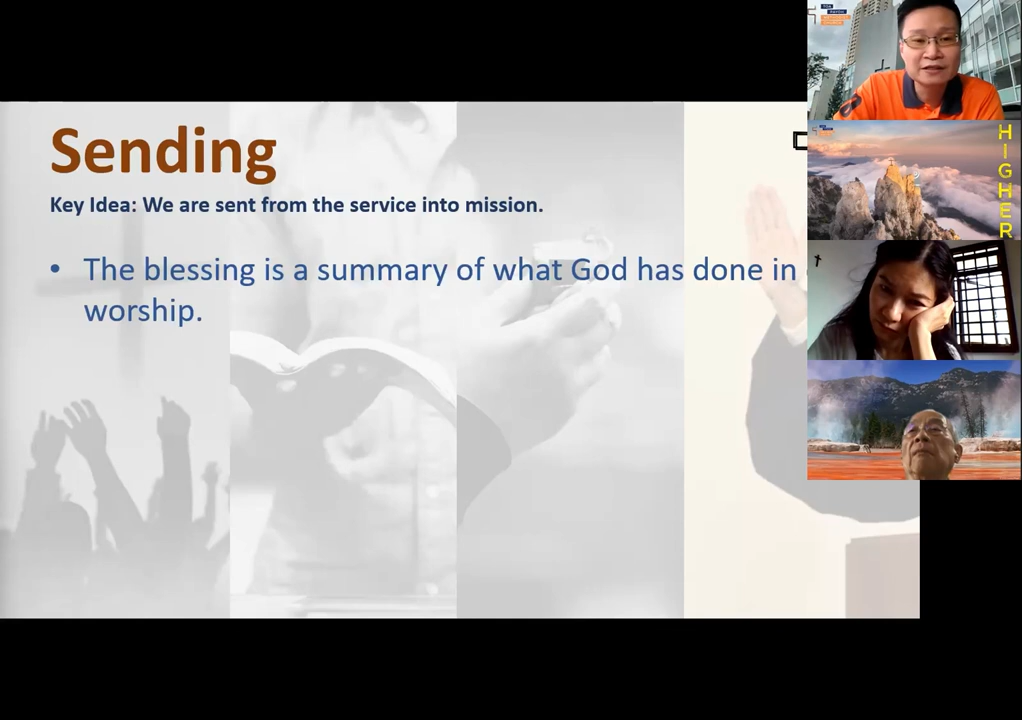 Sending
Key Idea: We are sent from the service into mission.
• The blessing is a summary of what God has done in
worship.
HIGHER